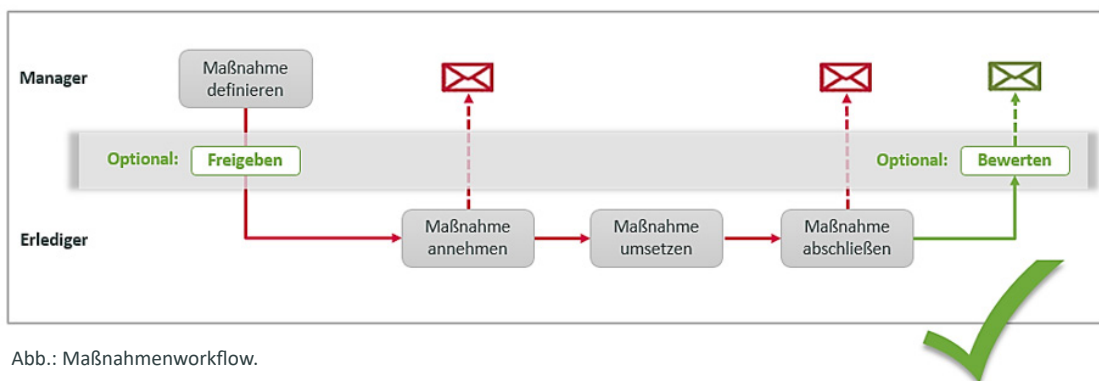 Manager
Maßnahme
definieren
Optional:
Freigeben
Optional:
Bewerten
Erlediger
Maßnahme
annehmen
Maßnahme
umsetzen
Maßnahme
abschließen
Abb.: Maßnahmenworkflow.